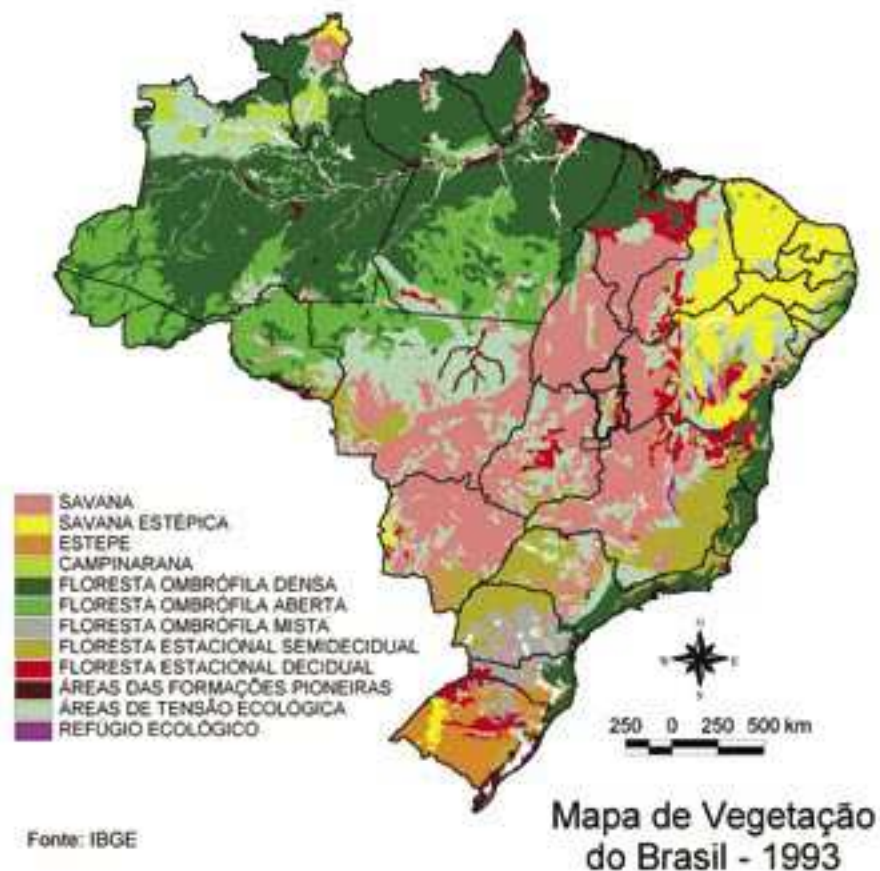 SAVANA
SAVANA ESTÉPICA
ESTEPE
CAMPINARANA
FLORESTA OMBRÓFILA DENSA
FLORESTA OMBRÓFILA ABERTA
FLORESTA OMBRÓFILA MISTA
FLORESTA ESTACIONAL SEMIDECIDUAL
FLORESTA ESTACIONAL DECIDUAL
ÁREAS DAS FORMAÇÕES PIONEIRAS
ÁREAS DE TENSÃO ECOLÓGICA
REFÚGIO ECOLÓGICO
W E
S
250 0 250 500 km
Mapa de Vegetação
do Brasil - 1993
Fonte: IBGE